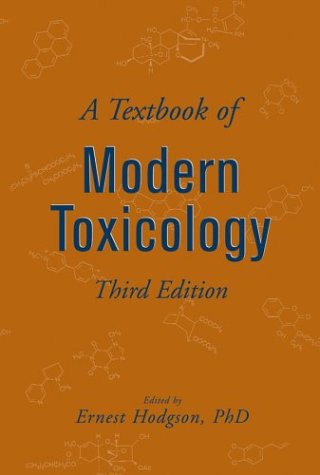 A Textbook of
Modern
Toxicology
Third Edition
Edited by
Ernest Hodgson, PhD